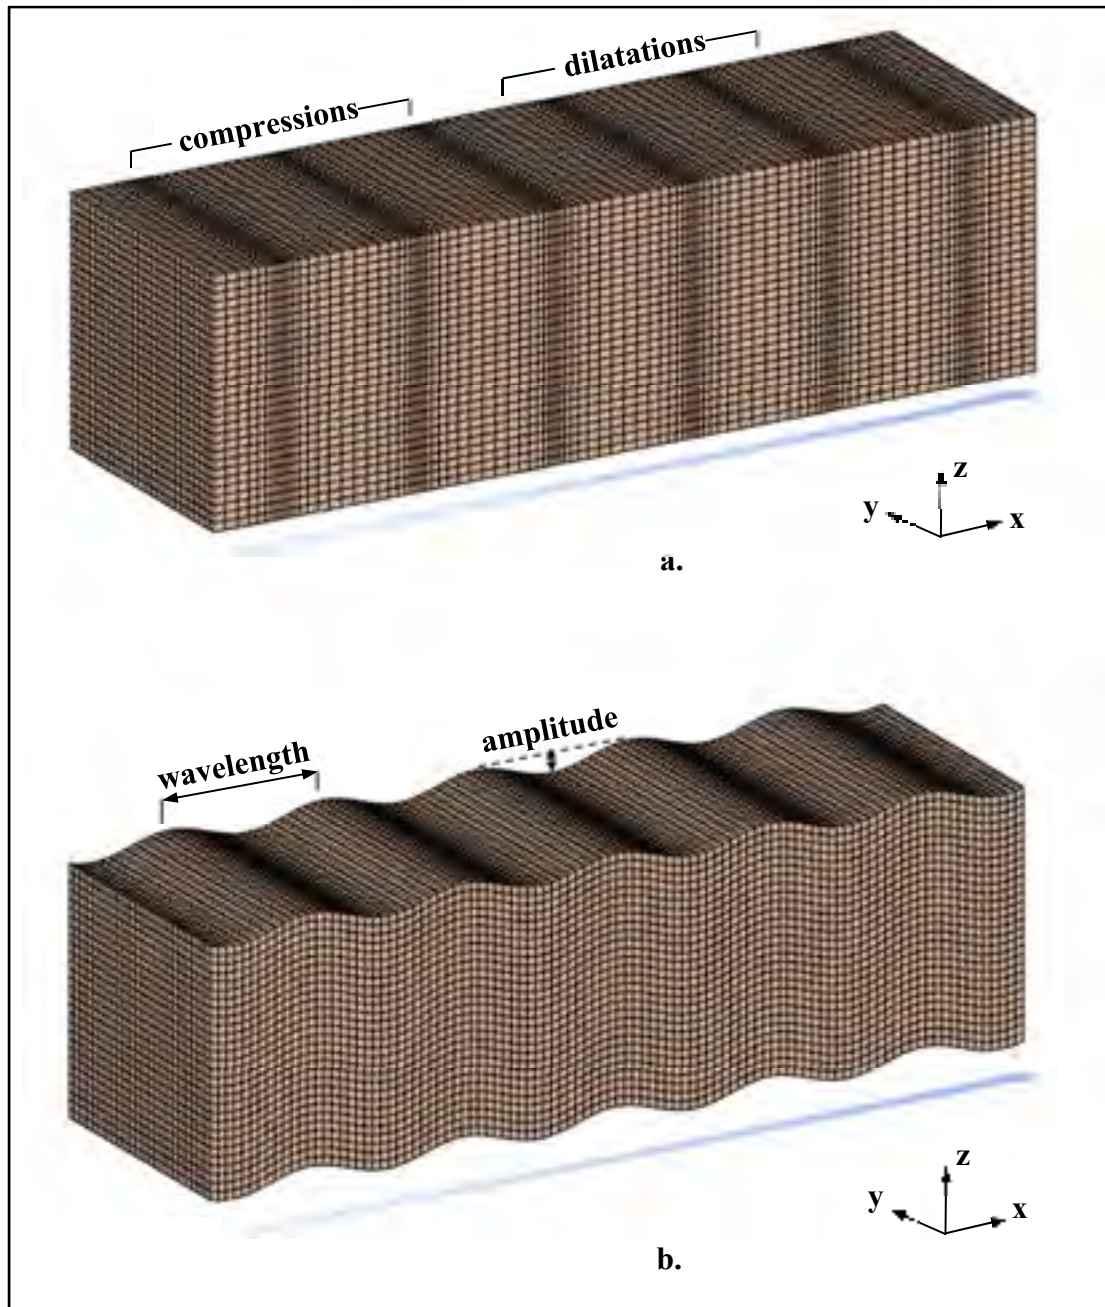 dilatations
compressions
z
y
x
a.
amplitude
wavelength
z
y
x
b.